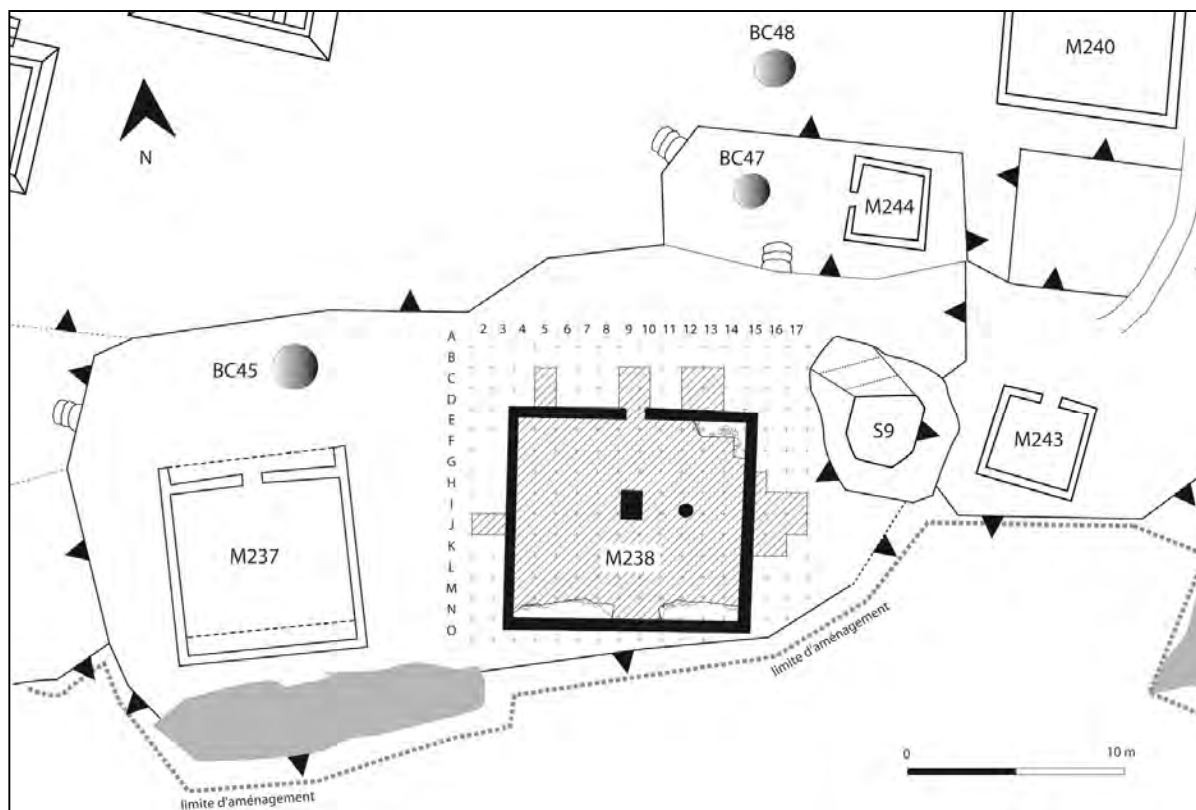 BC48
M240
N
BC47
M244
2 3 4 5 6 7 8 9 10 11 12 13 14 15 16 17
A
B
BC45
C
D
E
S9
F
M243
G
H
I
J
M237
K
M238
L
M
N
O
limite d'aménagement
0 10 m
limite d'aménagement